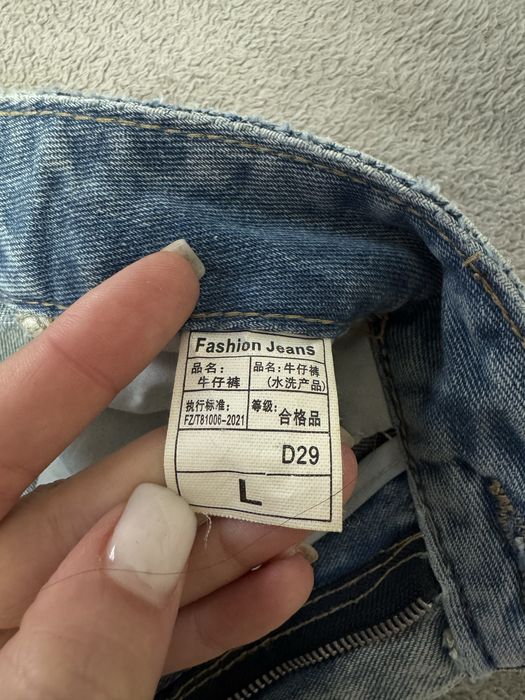 Fashion Jeans
品名: 品名:牛仔裤
牛仔裤 (水洗产品)
执行标准: 等级:
FZ/T81006-2021 合格品
D29
L